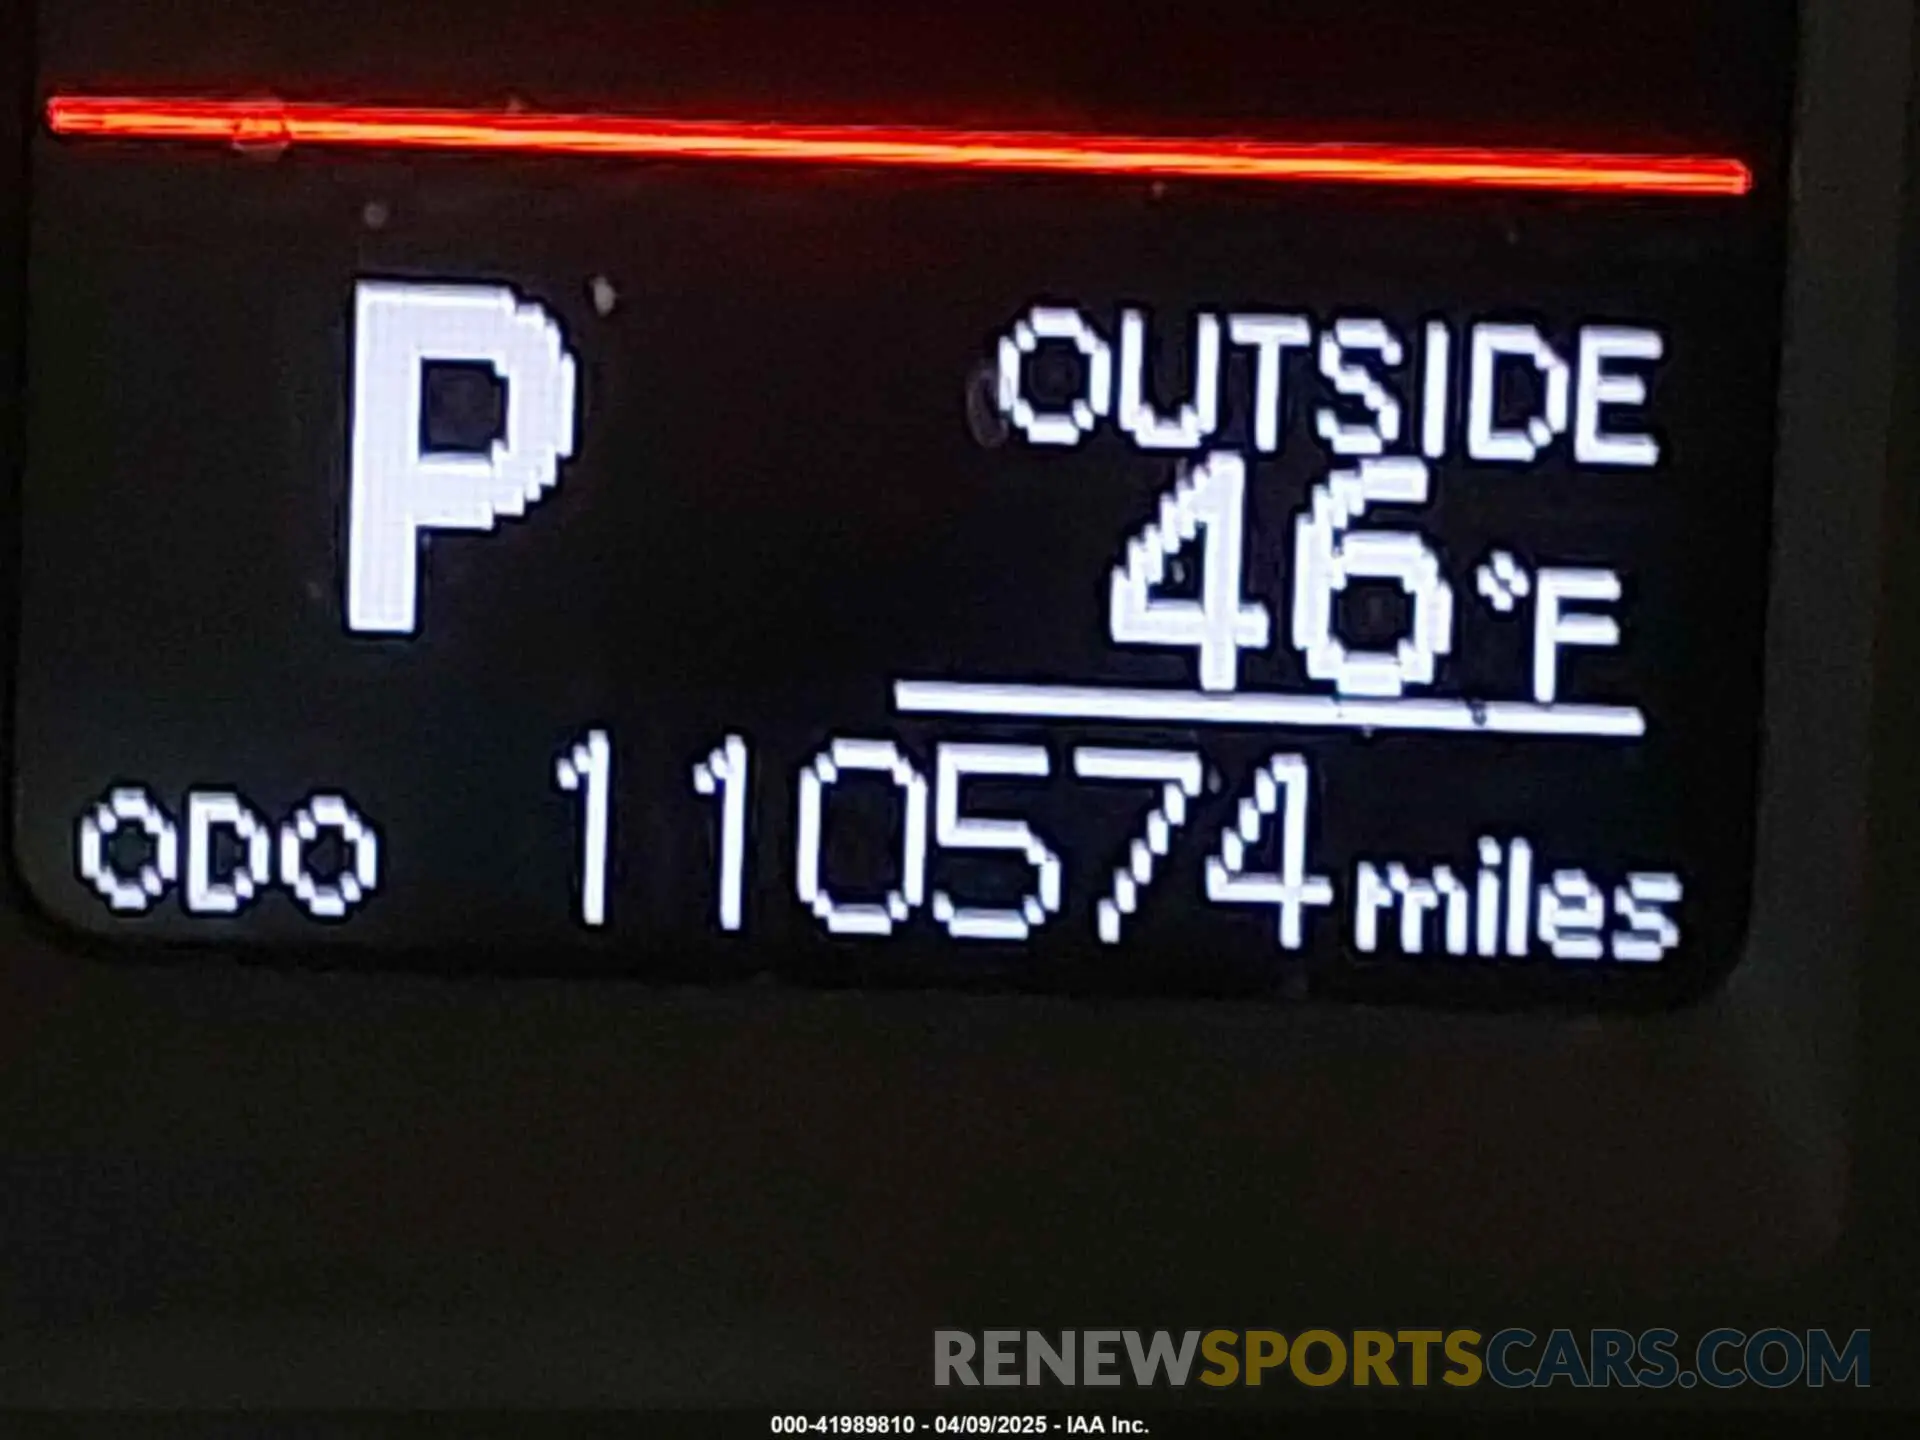 P
OUTSIDE
46°F
ODO 110574 miles
RENEWSPORTSCARS.COM
000-41989810 - 04/09/2025 - IAA Inc.